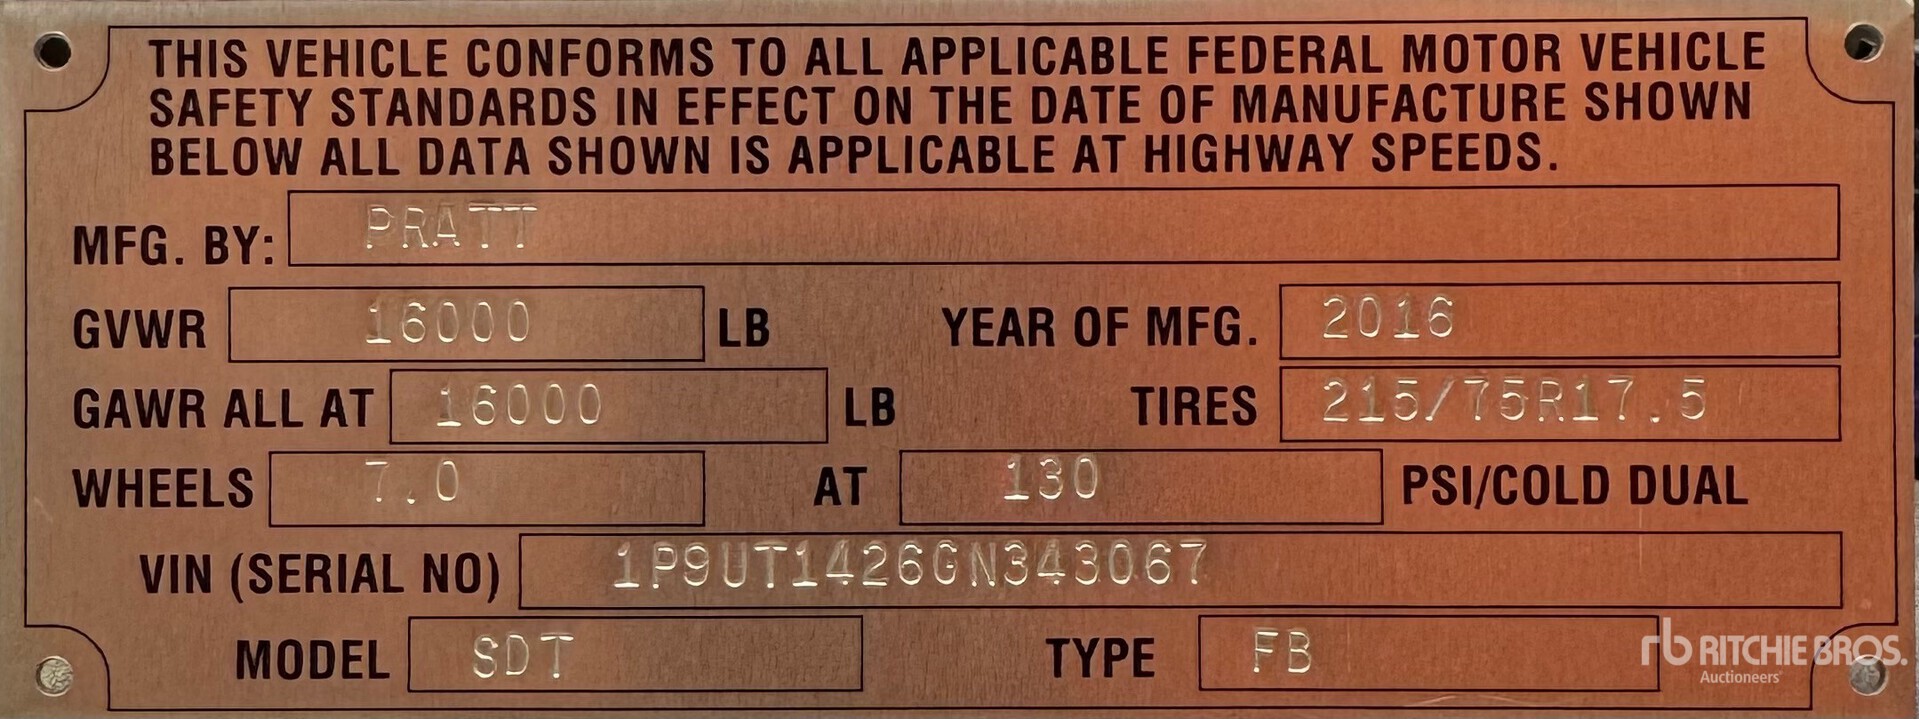 THIS VEHICLE CONFORMS TO ALL APPLICABLE FEDERAL MOTOR VEHICLE
SAFETY STANDARDS IN EFFECT ON THE DATE OF MANUFACTURE SHOWN
BELOW ALL DATA SHOWN IS APPLICABLE AT HIGHWAY SPEEDS.
MFG. BY: PRATT
GVWR 16000 LB YEAR OF MFG. 2016
GAWR ALL AT 16000 LB TIRES 215/75R17.5
WHEELS 7.0 AT 130 PSI/COLD DUAL
VIN (SERIAL NO) 1P9UT1426GN343067
MODEL SDT TYPE FB
rb RITCHIE BROS.
Auctioneers